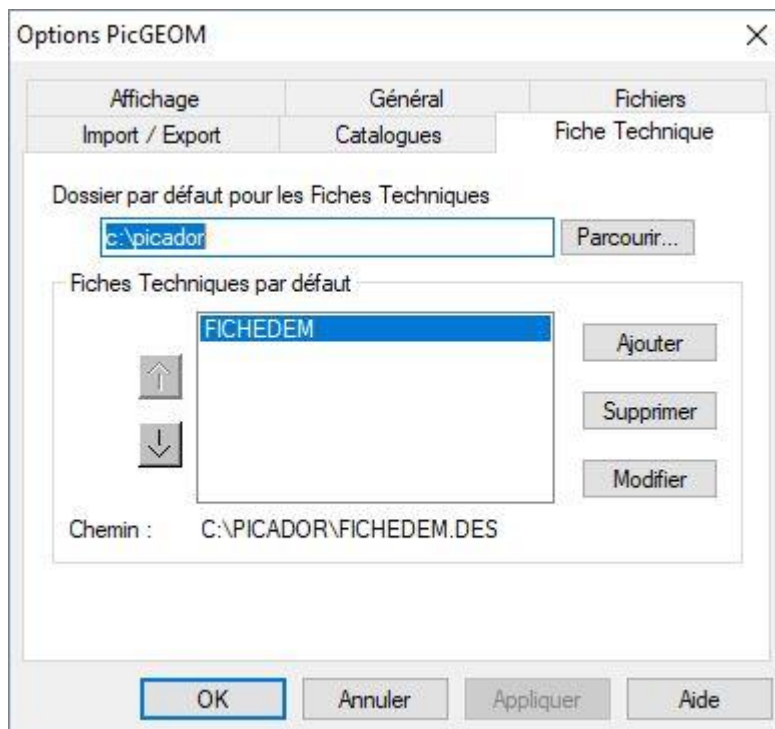 Options PicGEOM
Affichage Général Fichiers
Import / Export Catalogues Fiche Technique
Dossier par défaut pour les Fiches Techniques
c:\picador Parcourir...
Fiches Techniques par défaut
FICHEDEM
Ajouter
Supprimer
Modifier
Chemin : C:\PICADOR\FICHEDEM.DES
OK Annuler Appliquer Aide